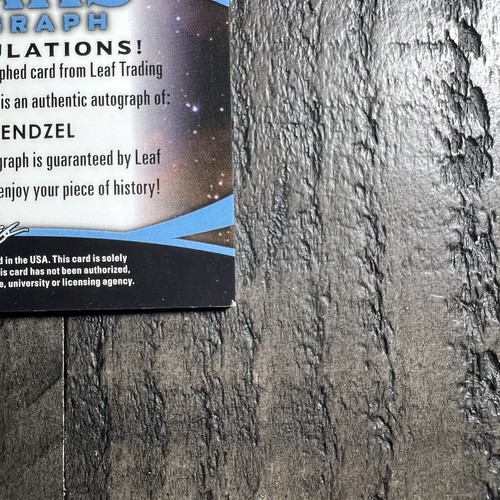 GRAPH
ULATIONS!
phed card from Leaf Trading
is an authentic autograph of:
ENDZEL
graph is guaranteed by Leaf
enjoy your piece of history!
d in the USA. This card is solely
is card has not been authorized,
e, university or licensing agency.